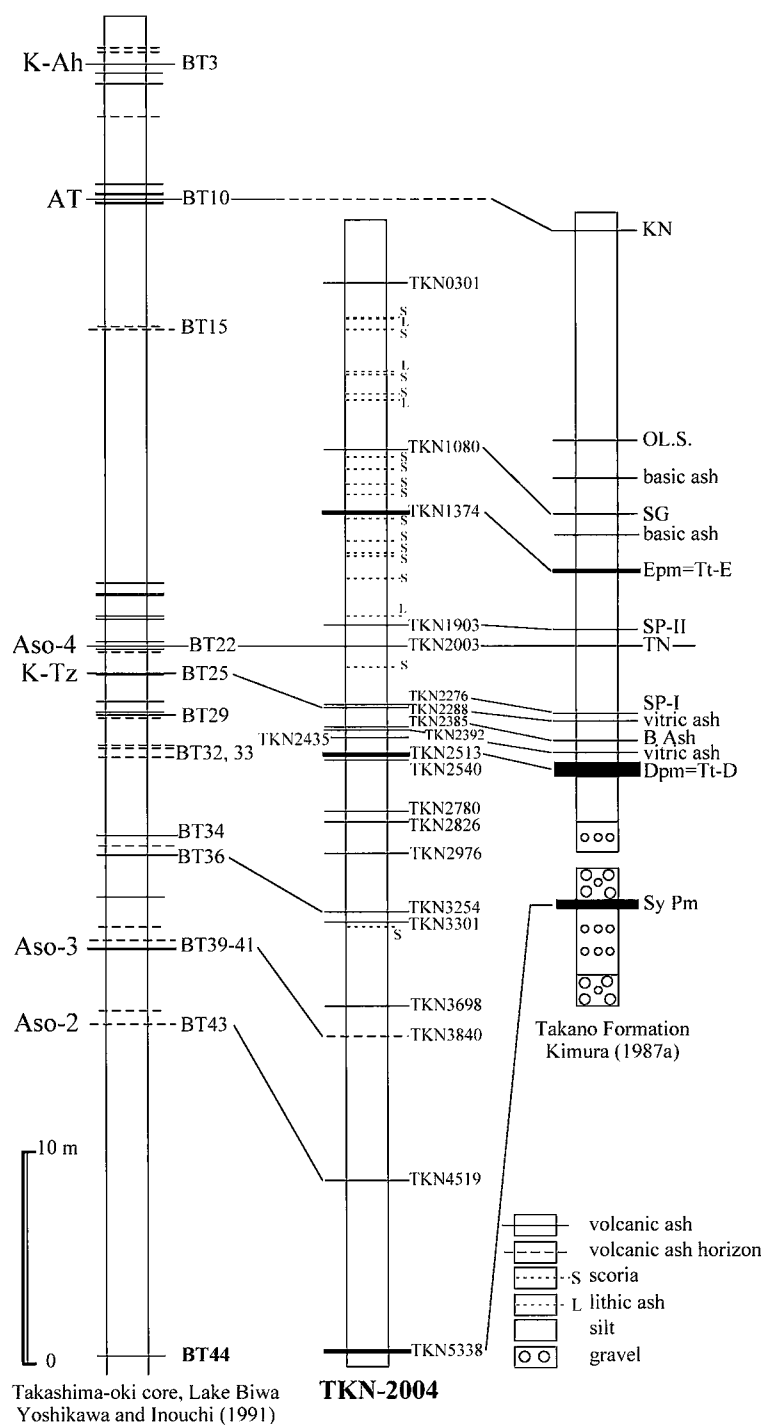 K-Ah
BT3
AT
BT10
BT15
Aso-4
BT22
K-Tz
BT25
BT29
BT32, 33
BT34
BT36
Aso-3
BT39-41
Aso-2
BT43
10 m
0
BT44
Takashima-oki core, Lake Biwa
Yoshikawa and Inouchi (1991)
TKN0301
S
L
S
L
S
S
L
TKN1080
S
S
S
S
TKN1374
S
S
S
S
S
L
TKN1903
TKN2003
S
TKN2276
TKN2288
TKN2385
TKN2392
TKN2435
TKN2513
TKN2540
TKN2780
TKN2826
TKN2976
TKN3254
TKN3301
S
TKN3698
TKN3840
TKN4519
TKN5338
TKN-2004
KN
OL.S.
basic ash
SG
basic ash
Epm=Tt-E
SP-II
TN
SP-I
vitric ash
B Ash
vitric ash
Dpm=Tt-D
Sy Pm
Takano Formation
Kimura (1987a)
volcanic ash
volcanic ash horizon
S scoria
L lithic ash
silt
gravel